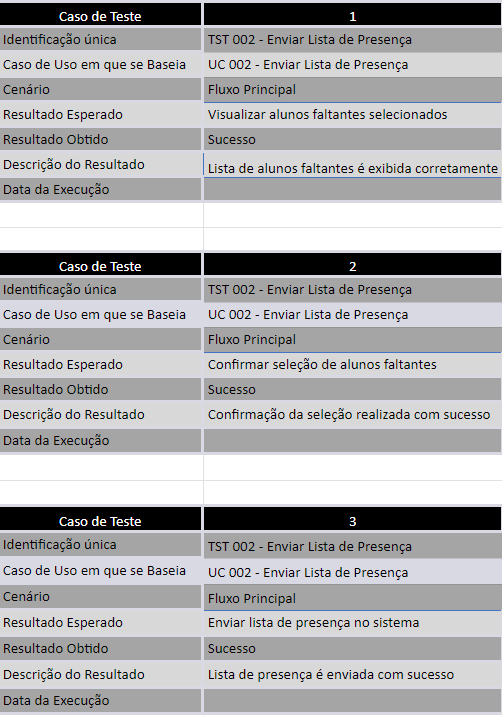 Caso de Teste 1
Identificação única TST 002 - Enviar Lista de Presença
Caso de Uso em que se Baseia UC 002 - Enviar Lista de Presença
Cenário Fluxo Principal
Resultado Esperado Visualizar alunos faltantes selecionados
Resultado Obtido Sucesso
Descrição do Resultado Lista de alunos faltantes é exibida corretamente
Data da Execução
Caso de Teste 2
Identificação única TST 002 - Enviar Lista de Presença
Caso de Uso em que se Baseia UC 002 - Enviar Lista de Presença
Cenário Fluxo Principal
Resultado Esperado Confirmar seleção de alunos faltantes
Resultado Obtido Sucesso
Descrição do Resultado Confirmação da seleção realizada com sucesso
Data da Execução
Caso de Teste 3
Identificação única TST 002 - Enviar Lista de Presença
Caso de Uso em que se Baseia UC 002 - Enviar Lista de Presença
Cenário Fluxo Principal
Resultado Esperado Enviar lista de presença no sistema
Resultado Obtido Sucesso
Descrição do Resultado Lista de presença é enviada com sucesso
Data da Execução